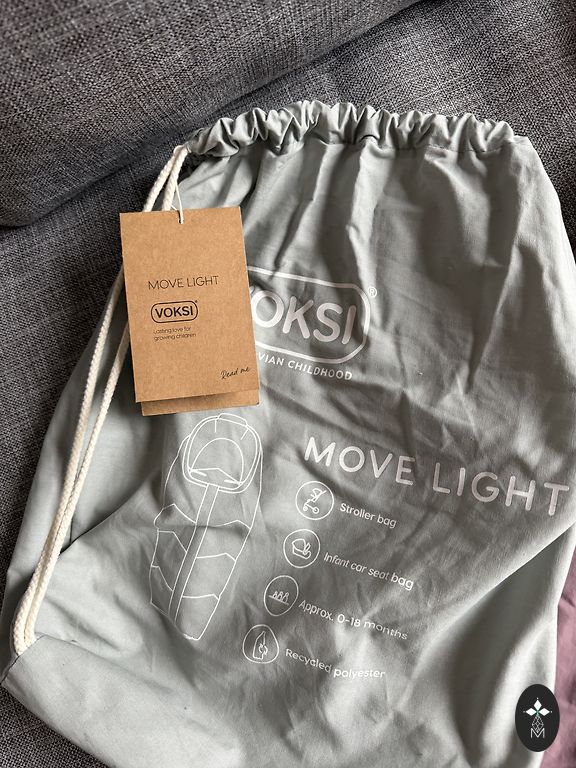 MOVE LIGHT
VOKSI®
Lasting love for
growing children
Read me
VOKSI®
VIAN CHILDHOOD
MOVE LIGHT
Stroller bag
Infant car seat bag
Approx. 0-18 months
Recycled polyester
M